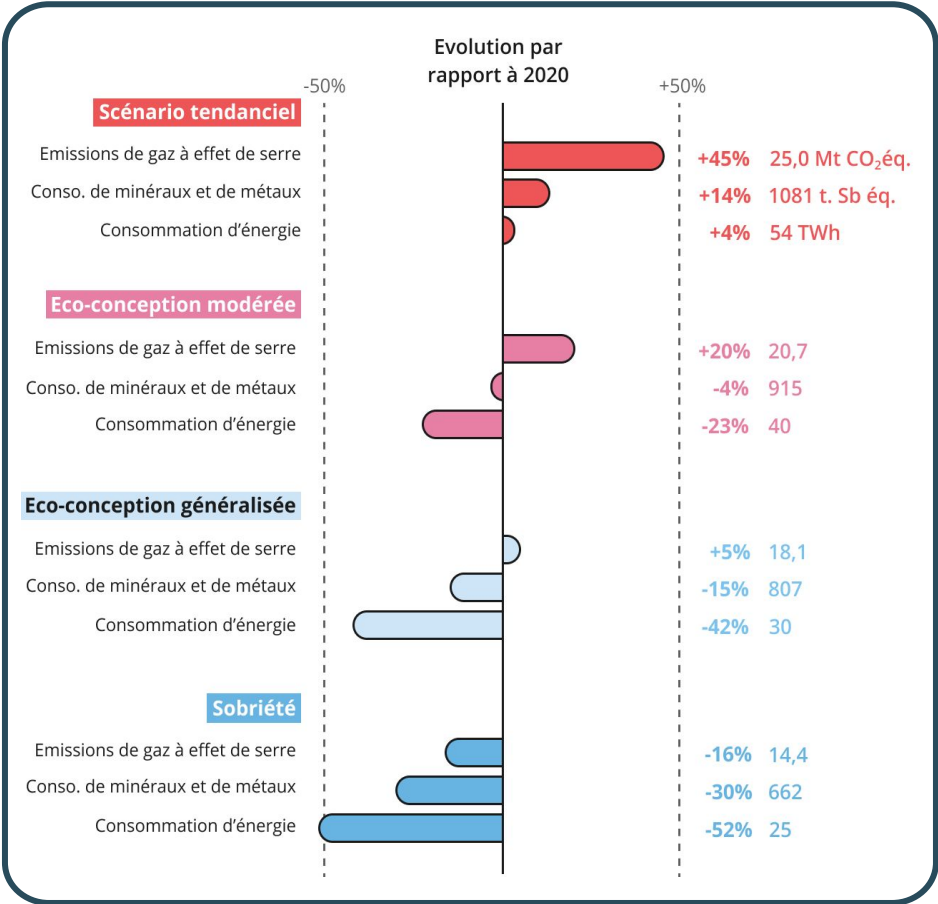 Evolution par
rapport à 2020
-50%
+50%
Scénario tendanciel
Emissions de gaz à effet de serre +45% 25,0 Mt CO₂éq.
Conso. de minéraux et de métaux +14% 1081 t. Sb éq.
Consommation d'énergie +4% 54 TWh
Eco-conception modérée
Emissions de gaz à effet de serre +20% 20,7
Conso. de minéraux et de métaux -4% 915
Consommation d'énergie -23% 40
Eco-conception généralisée
Emissions de gaz à effet de serre +5% 18,1
Conso. de minéraux et de métaux -15% 807
Consommation d'énergie -42% 30
Sobriété
Emissions de gaz à effet de serre -16% 14,4
Conso. de minéraux et de métaux -30% 662
Consommation d'énergie -52% 25